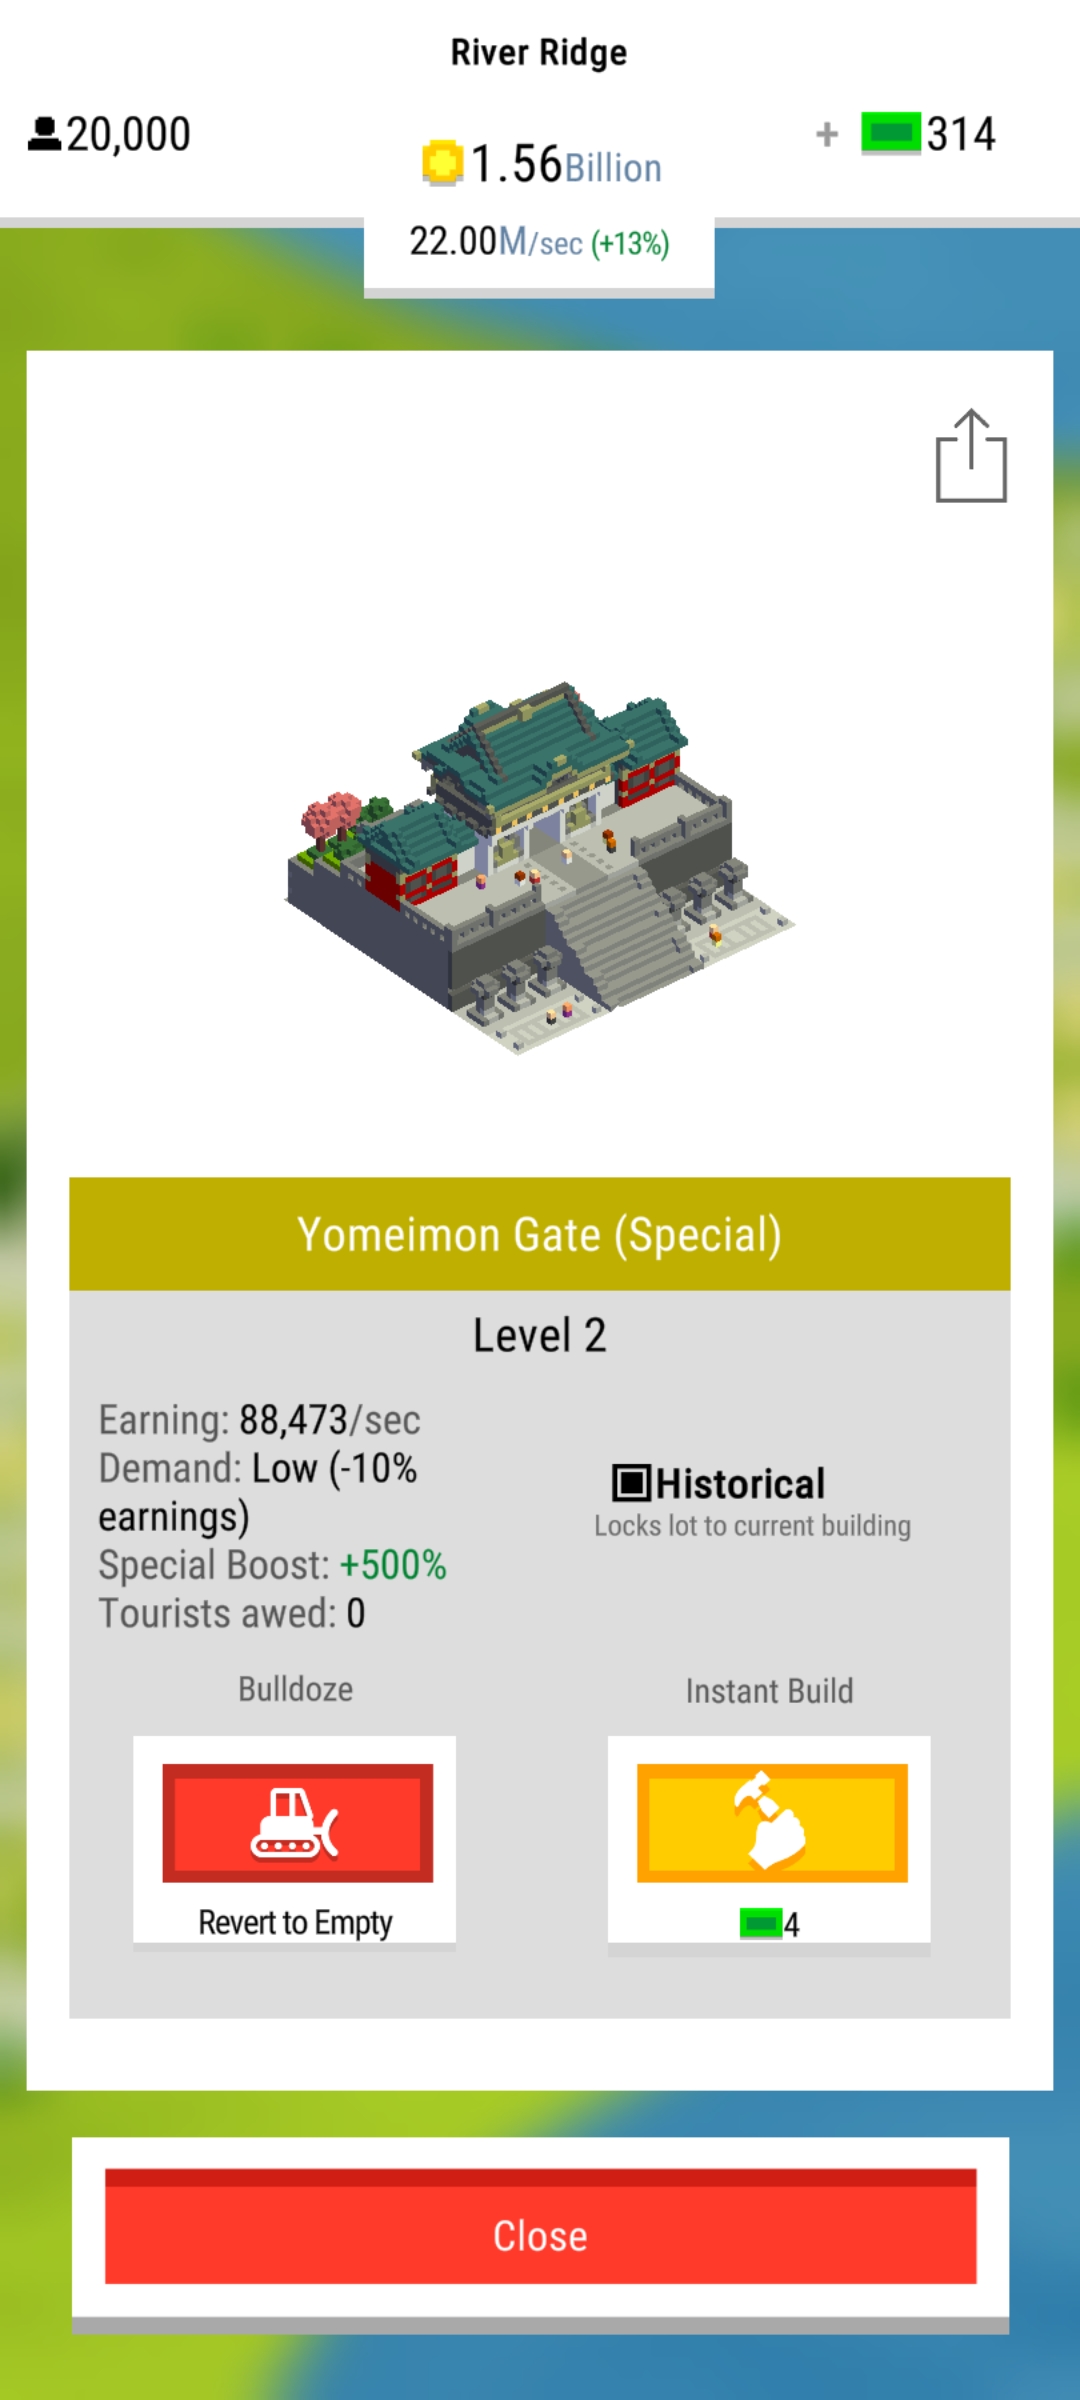 River Ridge
20,000
1.56Billion
+ 314
22.00M/sec (+13%)
Yomeimon Gate (Special)
Level 2
Earning: 88,473/sec
Demand: Low (-10%
earnings)
Special Boost: +500%
Tourists awed: 0
Historical
Locks lot to current building
Bulldoze
Instant Build
Revert to Empty
4
Close